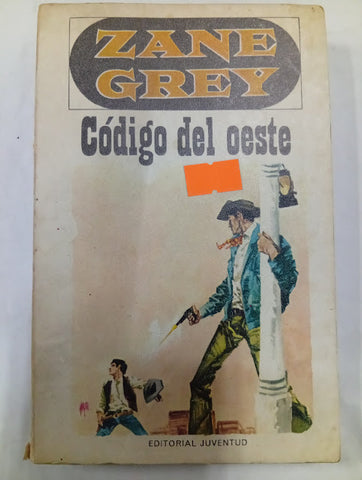 ZANE
GREY
Código del oeste
EDITORIAL JUVENTUD